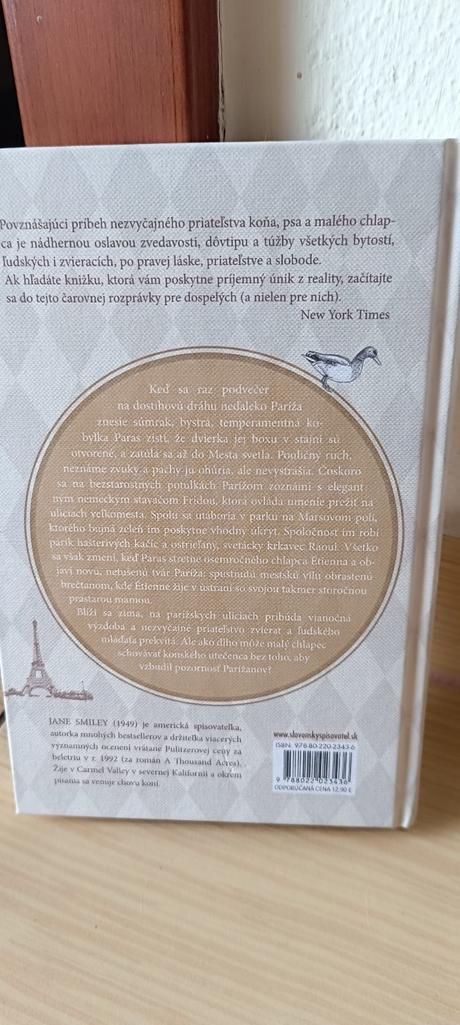 Povznášajúci príbeh nezvyčajného priateľstva koňa, psa a malého chlap-
ca je nádhernou oslavou zvedavosti, dôvtipu a túžby všetkých bytostí,
ľudských i zvieracích, po pravej láske, priateľstve a slobode.
Ak hľadáte knižku, ktorá vám poskytne príjemný únik z reality, začítajte
sa do tejto čarovnej rozprávky pre dospelých (a nielen pre nich).
New York Times
Keď sa raz podvečer
na dostihovú dráhu neďaleko Paríža
znesie súmrak, bystrá, temperamentná ko-
bylka Paras zistí, že dvierka jej boxu v stajni sú
otvorené, a zatúla sa až do Mesta svetla. Pouličný ruch,
neznáme zvuky a pachy ju ohúria, ale nevystrašia. Čoskoro
sa na bezstarostných potulkách Parížom zoznámi s elegant-
ným nemeckým stavačom Fridou, ktorá ovláda umenie prežiť na
uliciach veľkomesta. Spolu sa utáboria v parku na Marsovom poli,
ktorého bujná zeleň im poskytne vhodný úkryt. Spoločnosť im robí
párik hašterivých kačíc a ostrieľaný, svetácky krkavec Raoul. Všetko
sa však zmení, keď Paras stretne osemročného chlapca Étienna a ob-
javí novú, netušenú tvár Paríža: spustnutú mestskú vilu obrastenú
brečtanom, kde Étienne žije v ústraní so svojou takmer storočnou
prastarou mamou.
Blíži sa zima, na parížskych uliciach pribúda vianočná
výzdoba a nezvyčajné priateľstvo zvierat a ľudského
mláďaťa prekvitá. Ale ako dlho môže malý chlapec
schovávať konského utečenca bez toho, aby
vzbudil pozornosť Parížanov?
JANE SMILEY (1949) je americká spisovateľka,
autorka mnohých bestsellerov a držiteľka viacerých
významných ocenení vrátane Pulitzerovej ceny za
beletriu v r. 1992 (za román A Thousand Acres).
Žije v Carmel Valley v severnej Kalifornii a okrem
písania sa venuje chovu koní.
www.slovenskyspisovatel.sk
ISBN: 978-80-220-2343-6
9 788022 023436
ODPORÚČANÁ CENA 12,90 €